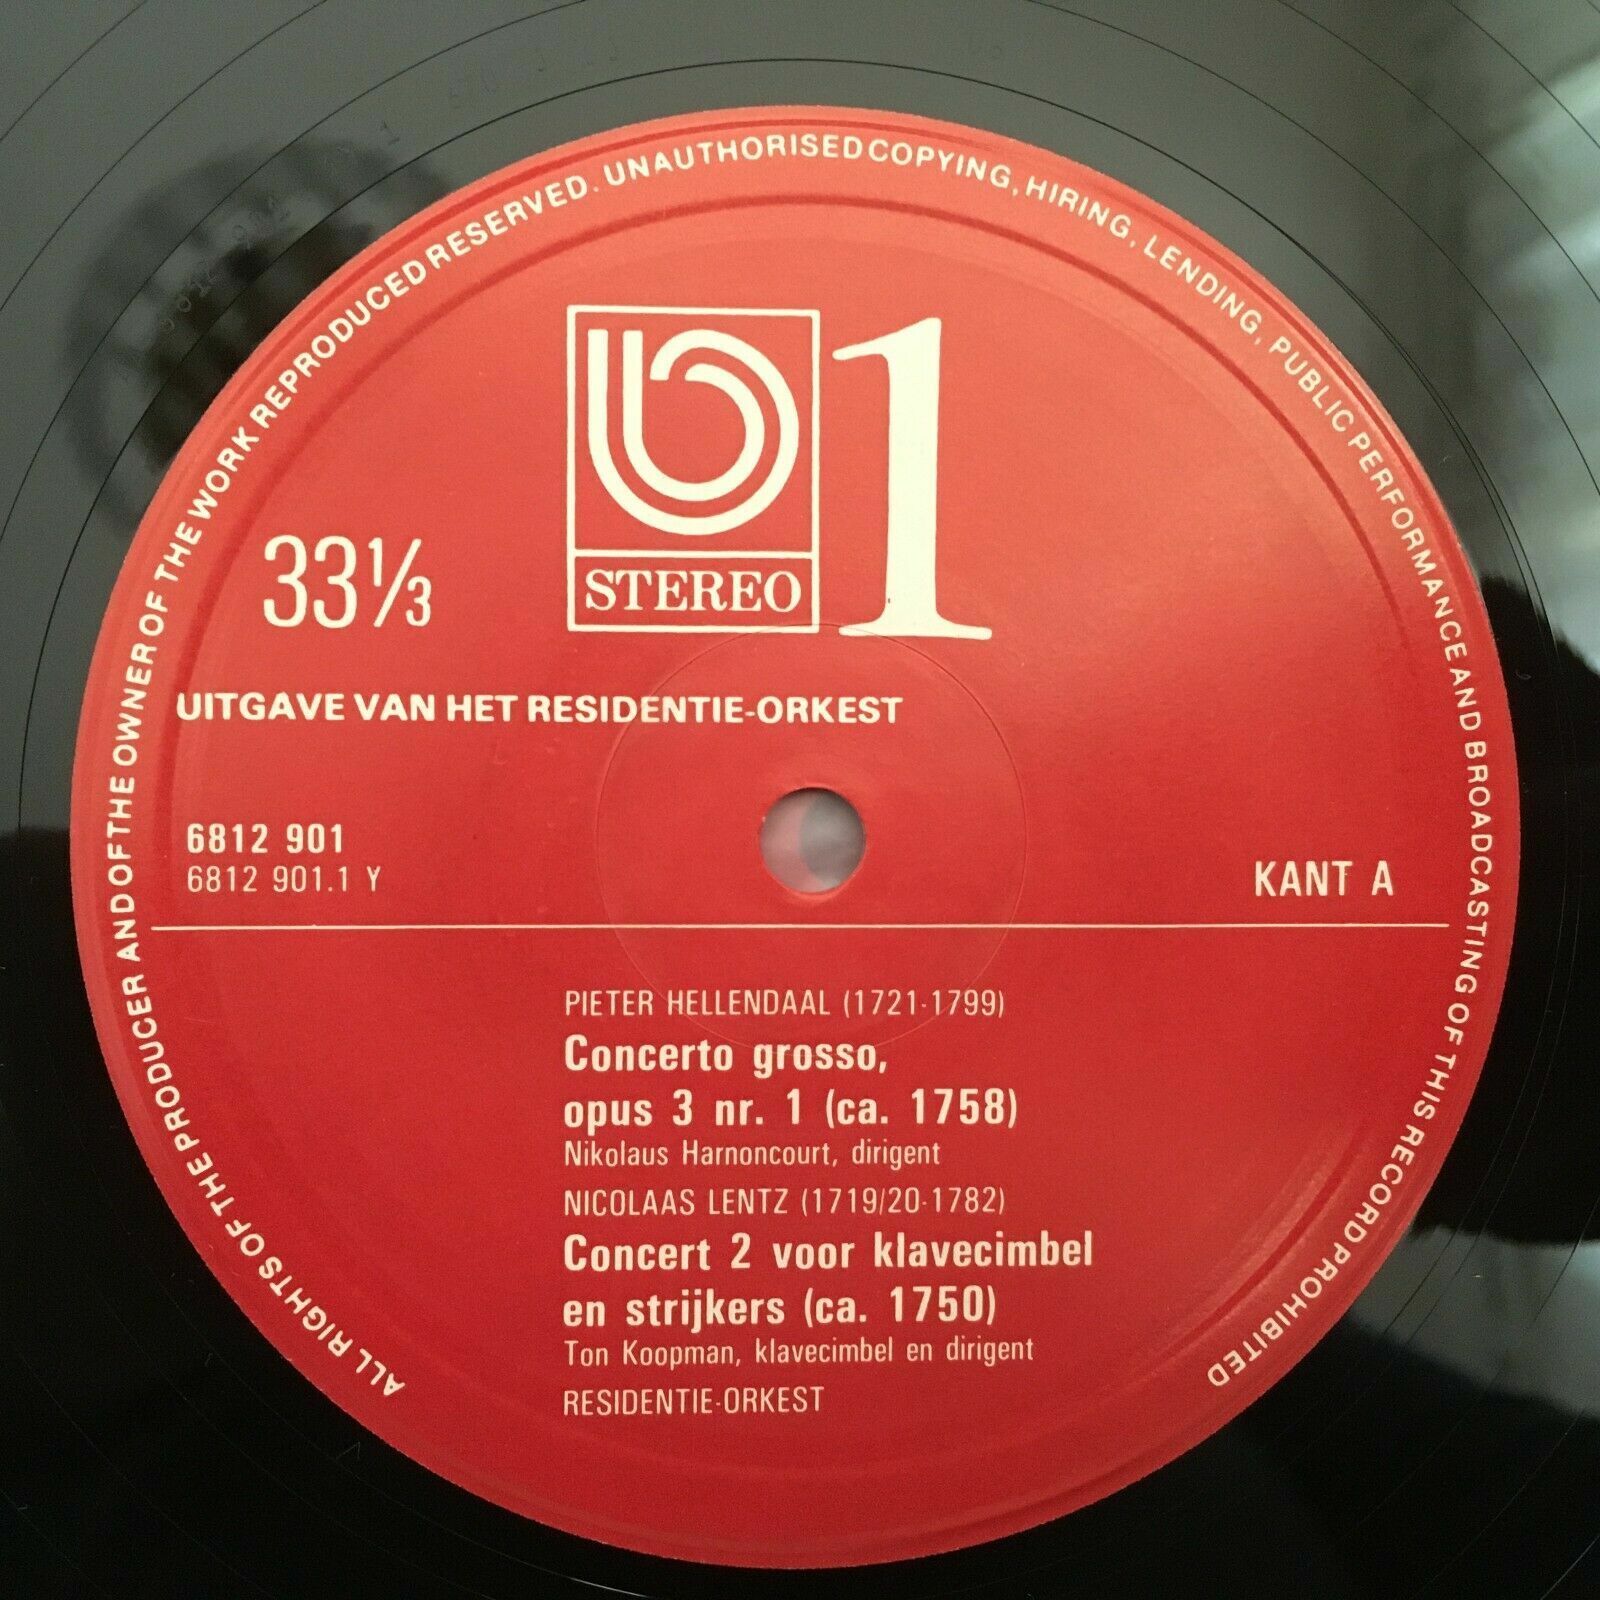 ALL RIGHTS OF THE PRODUCER AND OF THE OWNER OF THE WORK REPRODUCED RESERVED. UNAUTHORISED COPYING, HIRING, LENDING, PUBLIC PERFORMANCE AND BROADCASTING OF THIS RECORD PROHIBITED
1
STEREO
33⅓
UITGAVE VAN HET RESIDENTIE-ORKEST
6812 901
6812 901.1 Y
KANT A
PIETER HELLENDAAL (1721-1799)
Concerto grosso,
opus 3 nr. 1 (ca. 1758)
Nikolaus Harnoncourt, dirigent
NICOLAAS LENTZ (1719/20-1782)
Concert 2 voor klavecimbel
en strijkers (ca. 1750)
Ton Koopman, klavecimbel en dirigent
RESIDENTIE-ORKEST